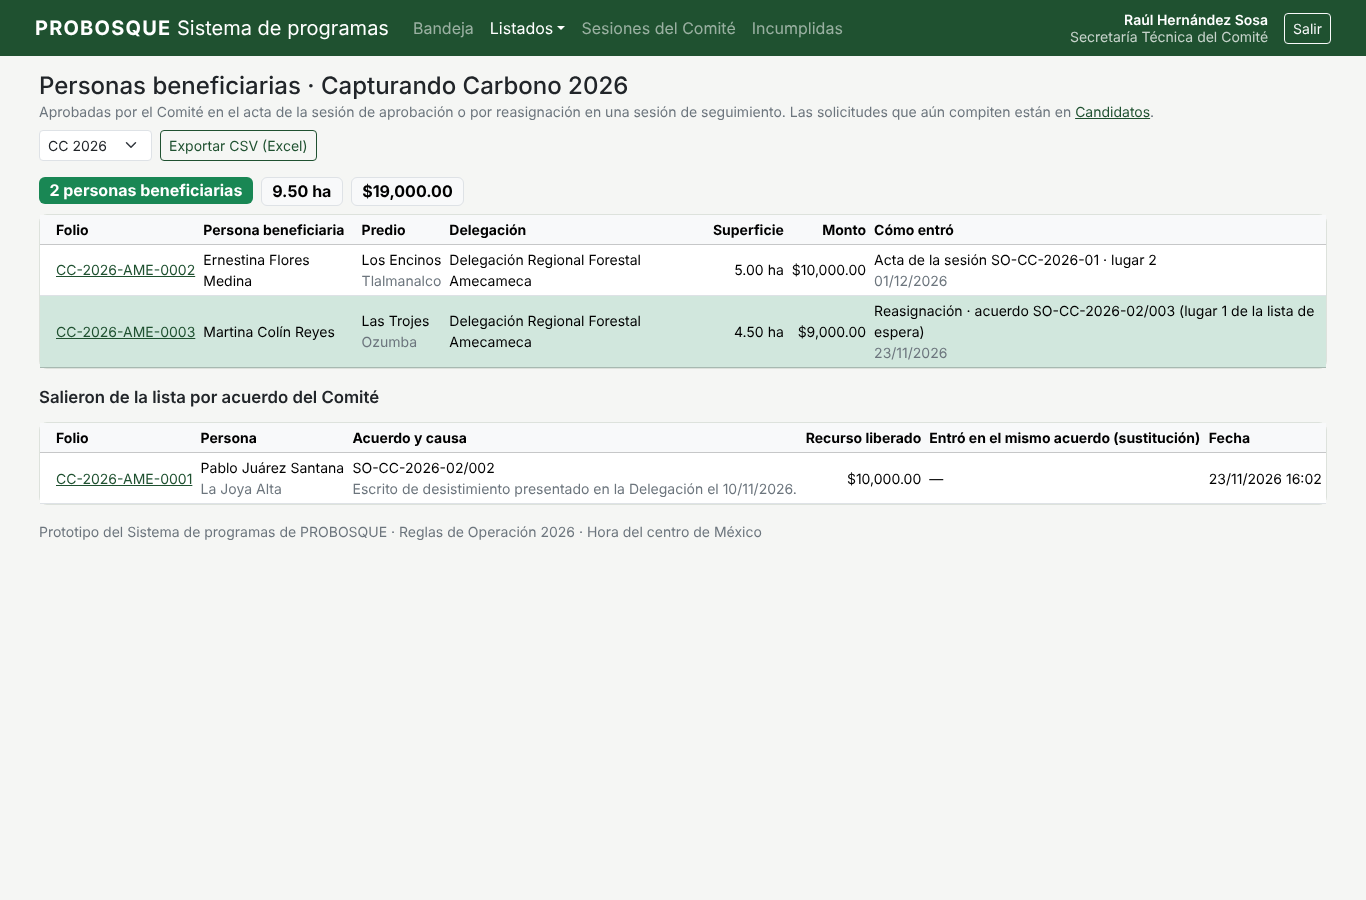 PROBOSQUE Sistema de programas Bandeja Listados Sesiones del Comité Incumplidas
Raúl Hernández Sosa
Secretaría Técnica del Comité
Salir
Personas beneficiarias · Capturando Carbono 2026
Aprobadas por el Comité en el acta de la sesión de aprobación o por reasignación en una sesión de seguimiento. Las solicitudes que aún compiten están en Candidatos.
CC 2026 Exportar CSV (Excel)
2 personas beneficiarias 9.50 ha $19,000.00
Folio Persona beneficiaria Predio Delegación Superficie Monto Cómo entró
CC-2026-AME-0002 Ernestina Flores Medina Los Encinos Tlalmanalco Delegación Regional Forestal Amecameca 5.00 ha $10,000.00 Acta de la sesión SO-CC-2026-01 · lugar 2 01/12/2026
CC-2026-AME-0003 Martina Colín Reyes Las Trojes Ozumba Delegación Regional Forestal Amecameca 4.50 ha $9,000.00 Reasignación · acuerdo SO-CC-2026-02/003 (lugar 1 de la lista de espera) 23/11/2026
Salieron de la lista por acuerdo del Comité
Folio Persona Acuerdo y causa Recurso liberado Entró en el mismo acuerdo (sustitución) Fecha
CC-2026-AME-0001 Pablo Juárez Santana La Joya Alta SO-CC-2026-02/002 Escrito de desistimiento presentado en la Delegación el 10/11/2026. $10,000.00 — 23/11/2026 16:02
Prototipo del Sistema de programas de PROBOSQUE · Reglas de Operación 2026 · Hora del centro de México